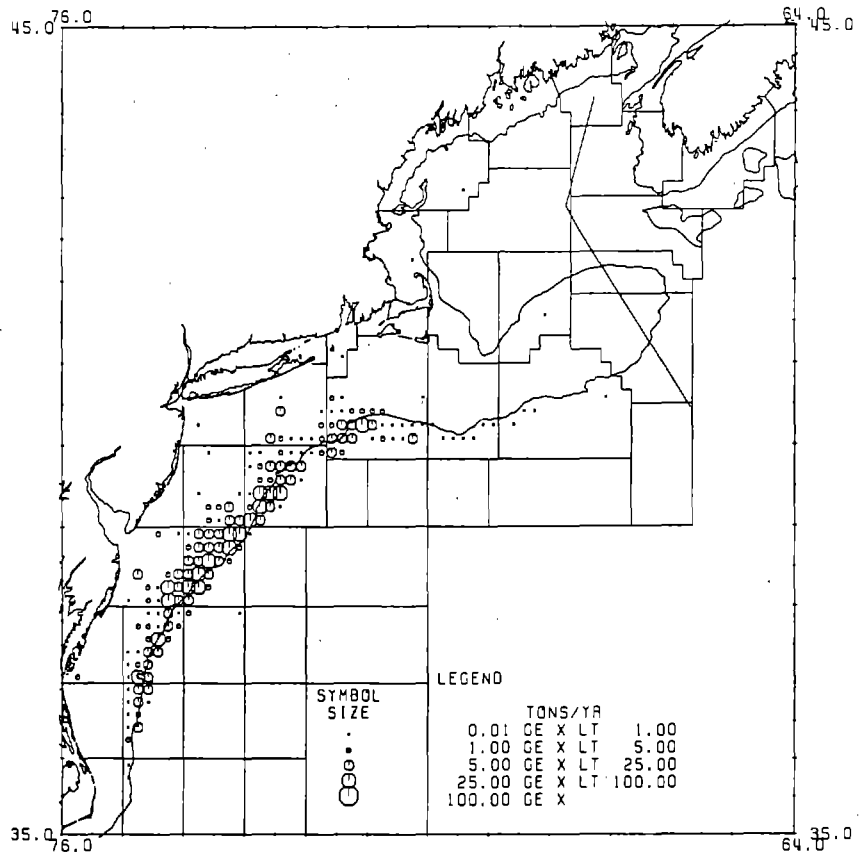 76.0 64.0
45.0 45.0
LEGEND
SYMBOL
SIZE
TONS/YR
0.01 GE X LT 1.00
1.00 GE X LT 5.00
5.00 GE X LT 25.00
25.00 GE X LT 100.00
100.00 GE X
35.0 35.0
76.0 64.0